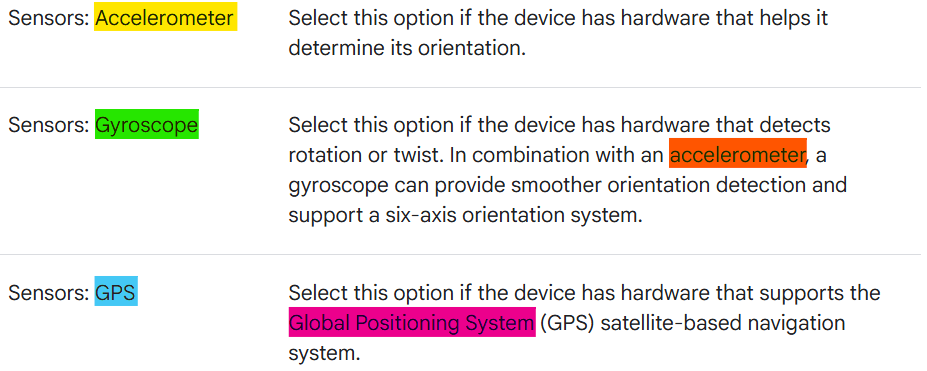 Sensors: Accelerometer
Select this option if the device has hardware that helps it
determine its orientation.
Sensors: Gyroscope
Select this option if the device has hardware that detects
rotation or twist. In combination with an accelerometer, a
gyroscope can provide smoother orientation detection and
support a six-axis orientation system.
Sensors: GPS
Select this option if the device has hardware that supports the
Global Positioning System (GPS) satellite-based navigation
system.